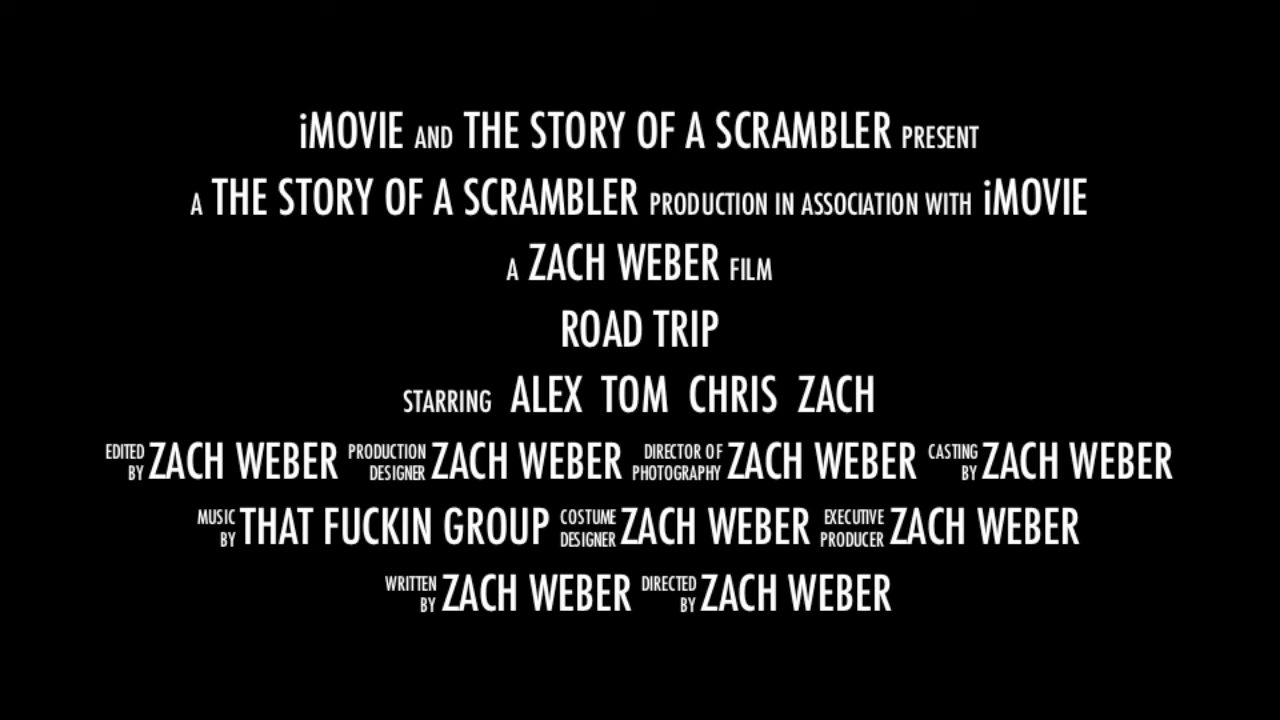 iMOVIE AND THE STORY OF A SCRAMBLER PRESENT
A THE STORY OF A SCRAMBLER PRODUCTION IN ASSOCIATION WITH iMOVIE
A ZACH WEBER FILM
ROAD TRIP
STARRING ALEX TOM CHRIS ZACH
EDITED BY ZACH WEBER PRODUCTION DESIGNER ZACH WEBER DIRECTOR OF PHOTOGRAPHY ZACH WEBER CASTING BY ZACH WEBER
MUSIC BY THAT FUCKIN GROUP COSTUME DESIGNER ZACH WEBER EXECUTIVE PRODUCER ZACH WEBER
WRITTEN BY ZACH WEBER DIRECTED BY ZACH WEBER